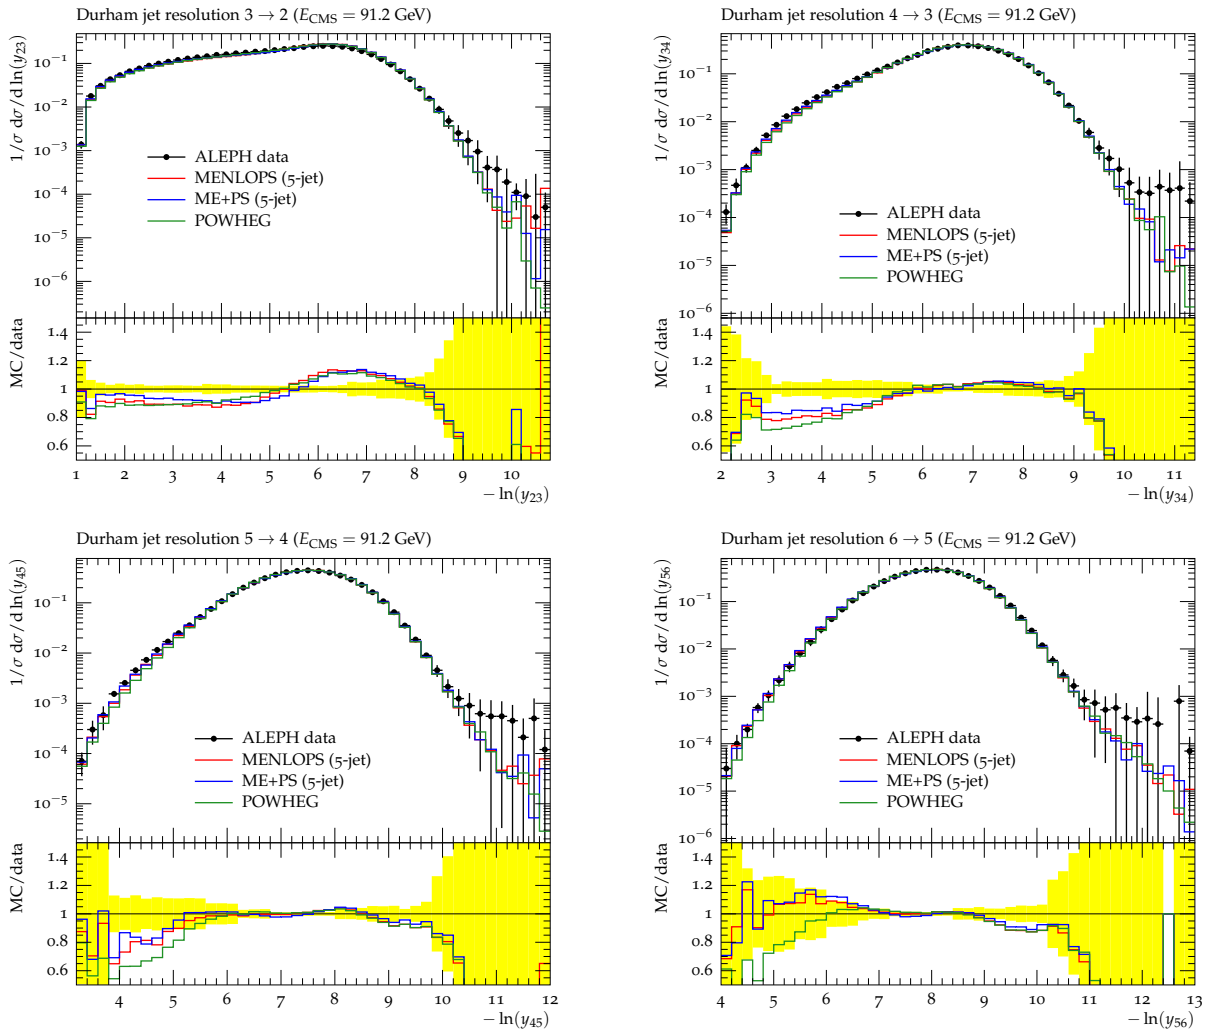 Durham jet resolution 3 → 2 (E_CMS = 91.2 GeV)
1/σ dσ/d ln(y_23)
10^−1
10^−2
10^−3
10^−4
10^−5
10^−6
ALEPH data
MENLOPS (5-jet)
ME+PS (5-jet)
POWHEG
MC/data
1.4
1.2
1
0.8
0.6
1 2 3 4 5 6 7 8 9 10
− ln(y_23)
Durham jet resolution 4 → 3 (E_CMS = 91.2 GeV)
1/σ dσ/d ln(y_34)
10^−1
10^−2
10^−3
10^−4
10^−5
10^−6
ALEPH data
MENLOPS (5-jet)
ME+PS (5-jet)
POWHEG
MC/data
1.4
1.2
1
0.8
0.6
2 3 4 5 6 7 8 9 10 11
− ln(y_34)
Durham jet resolution 5 → 4 (E_CMS = 91.2 GeV)
1/σ dσ/d ln(y_45)
10^−1
10^−2
10^−3
10^−4
10^−5
ALEPH data
MENLOPS (5-jet)
ME+PS (5-jet)
POWHEG
MC/data
1.4
1.2
1
0.8
0.6
4 5 6 7 8 9 10 11 12
− ln(y_45)
Durham jet resolution 6 → 5 (E_CMS = 91.2 GeV)
1/σ dσ/d ln(y_56)
10^−1
10^−2
10^−3
10^−4
10^−5
10^−6
ALEPH data
MENLOPS (5-jet)
ME+PS (5-jet)
POWHEG
MC/data
1.4
1.2
1
0.8
0.6
4 5 6 7 8 9 10 11 12 13
− ln(y_56)